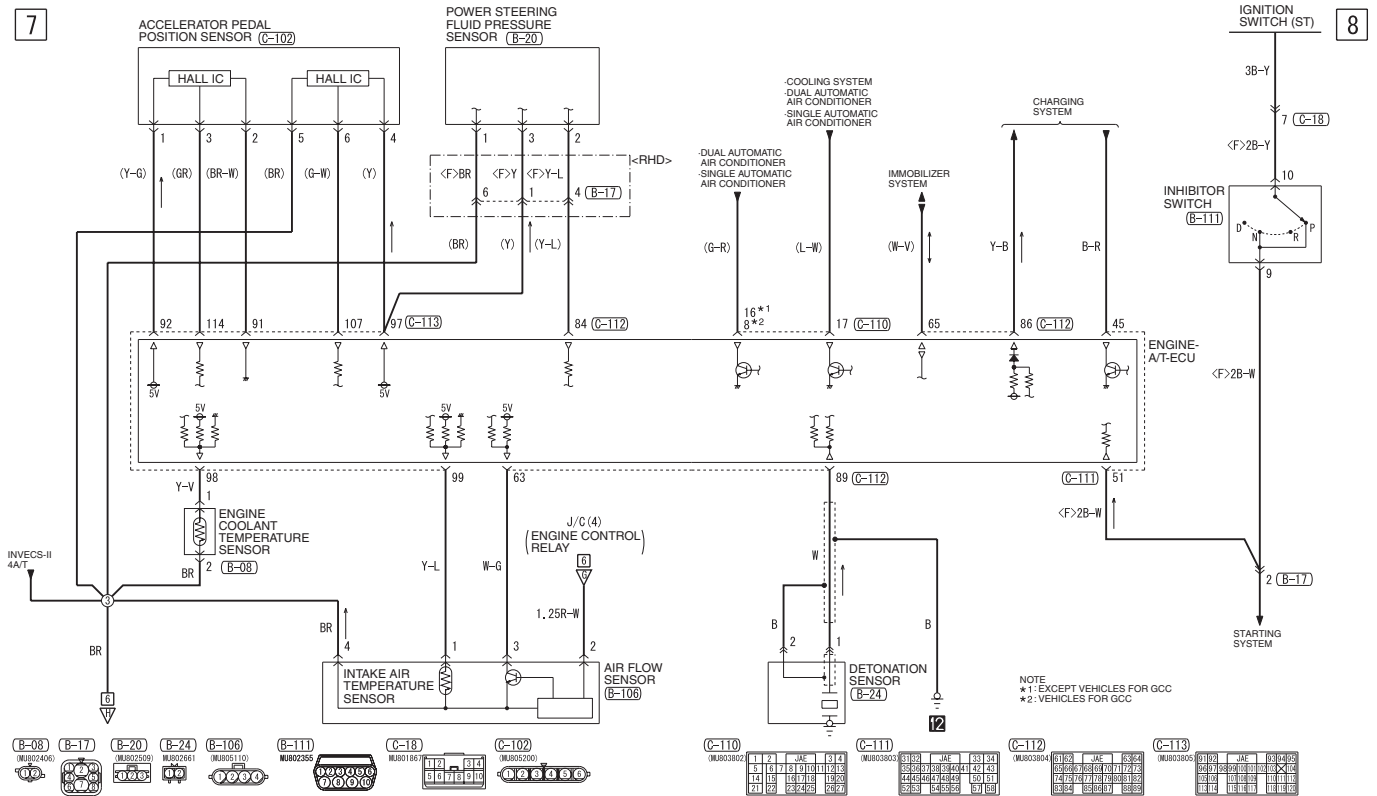 7
ACCELERATOR PEDAL
POSITION SENSOR (C-102)
POWER STEERING
FLUID PRESSURE
SENSOR (B-20)
IGNITION
SWITCH (ST)
8
HALL IC
HALL IC
·COOLING SYSTEM
·DUAL AUTOMATIC
AIR CONDITIONER
·SINGLE AUTOMATIC
AIR CONDITIONER
CHARGING
SYSTEM
3B-Y
7 (C-18)
1 3 2 5 6 4
1 3 2
<RHD>
·DUAL AUTOMATIC
AIR CONDITIONER
·SINGLE AUTOMATIC
AIR CONDITIONER
IMMOBILIZER
SYSTEM
<F>2B-Y
(Y-G) (GR) (BR-W) (BR) (G-W) (Y)
<F>BR <F>Y <F>Y-L
6 1 4 (B-17)
10
INHIBITOR
SWITCH
(B-111)
D N R P
(BR) (Y) (Y-L)
(G-R) (L-W) (W-V) Y-B B-R
9
92 114 91 107 97 (C-113)
84 (C-112)
16*1
8*2
17 (C-110)
65
86 (C-112)
45
ENGINE-
A/T-ECU
5V 5V
<F>2B-W
5V 5V 5V
98 99 63
89 (C-112)
(C-111) 51
Y-V
1
ENGINE
COOLANT
TEMPERATURE
SENSOR
2 (B-08)
BR
J/C(4)
(ENGINE CONTROL
RELAY)
6
G
<F>2B-W
INVECS-II
4A/T
Y-L W-G
W
3
1.25R-W
2 (B-17)
BR
BR
B
B
STARTING
SYSTEM
4 1 3 2
2 1
INTAKE AIR
TEMPERATURE
SENSOR
AIR FLOW
SENSOR
(B-106)
DETONATION
SENSOR
(B-24)
6
H
12
NOTE
*1:EXCEPT VEHICLES FOR GCC
*2:VEHICLES FOR GCC
(B-08) (B-17) (B-20) (B-24) (B-106) (B-111) (C-18) (C-102) (C-110) (C-111) (C-112) (C-113)
(MU802406) (MU802509) MU802661 (MU805110) MU802355 MU801867 (MU805200) (MU803802) (MU803803) (MU803804) (MU803805)